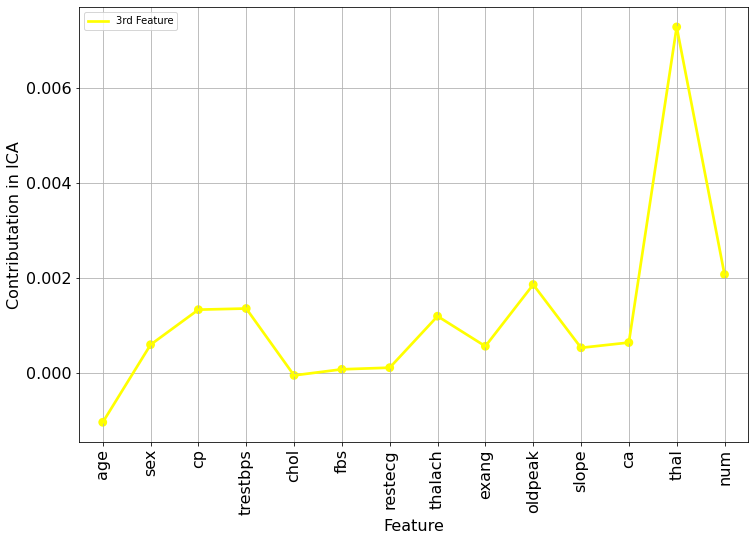 3rd Feature
Contributation in ICA
0.006
0.004
0.002
0.000
age
sex
cp
trestbps
chol
fbs
restecg
thalach
exang
oldpeak
slope
ca
thal
num
Feature